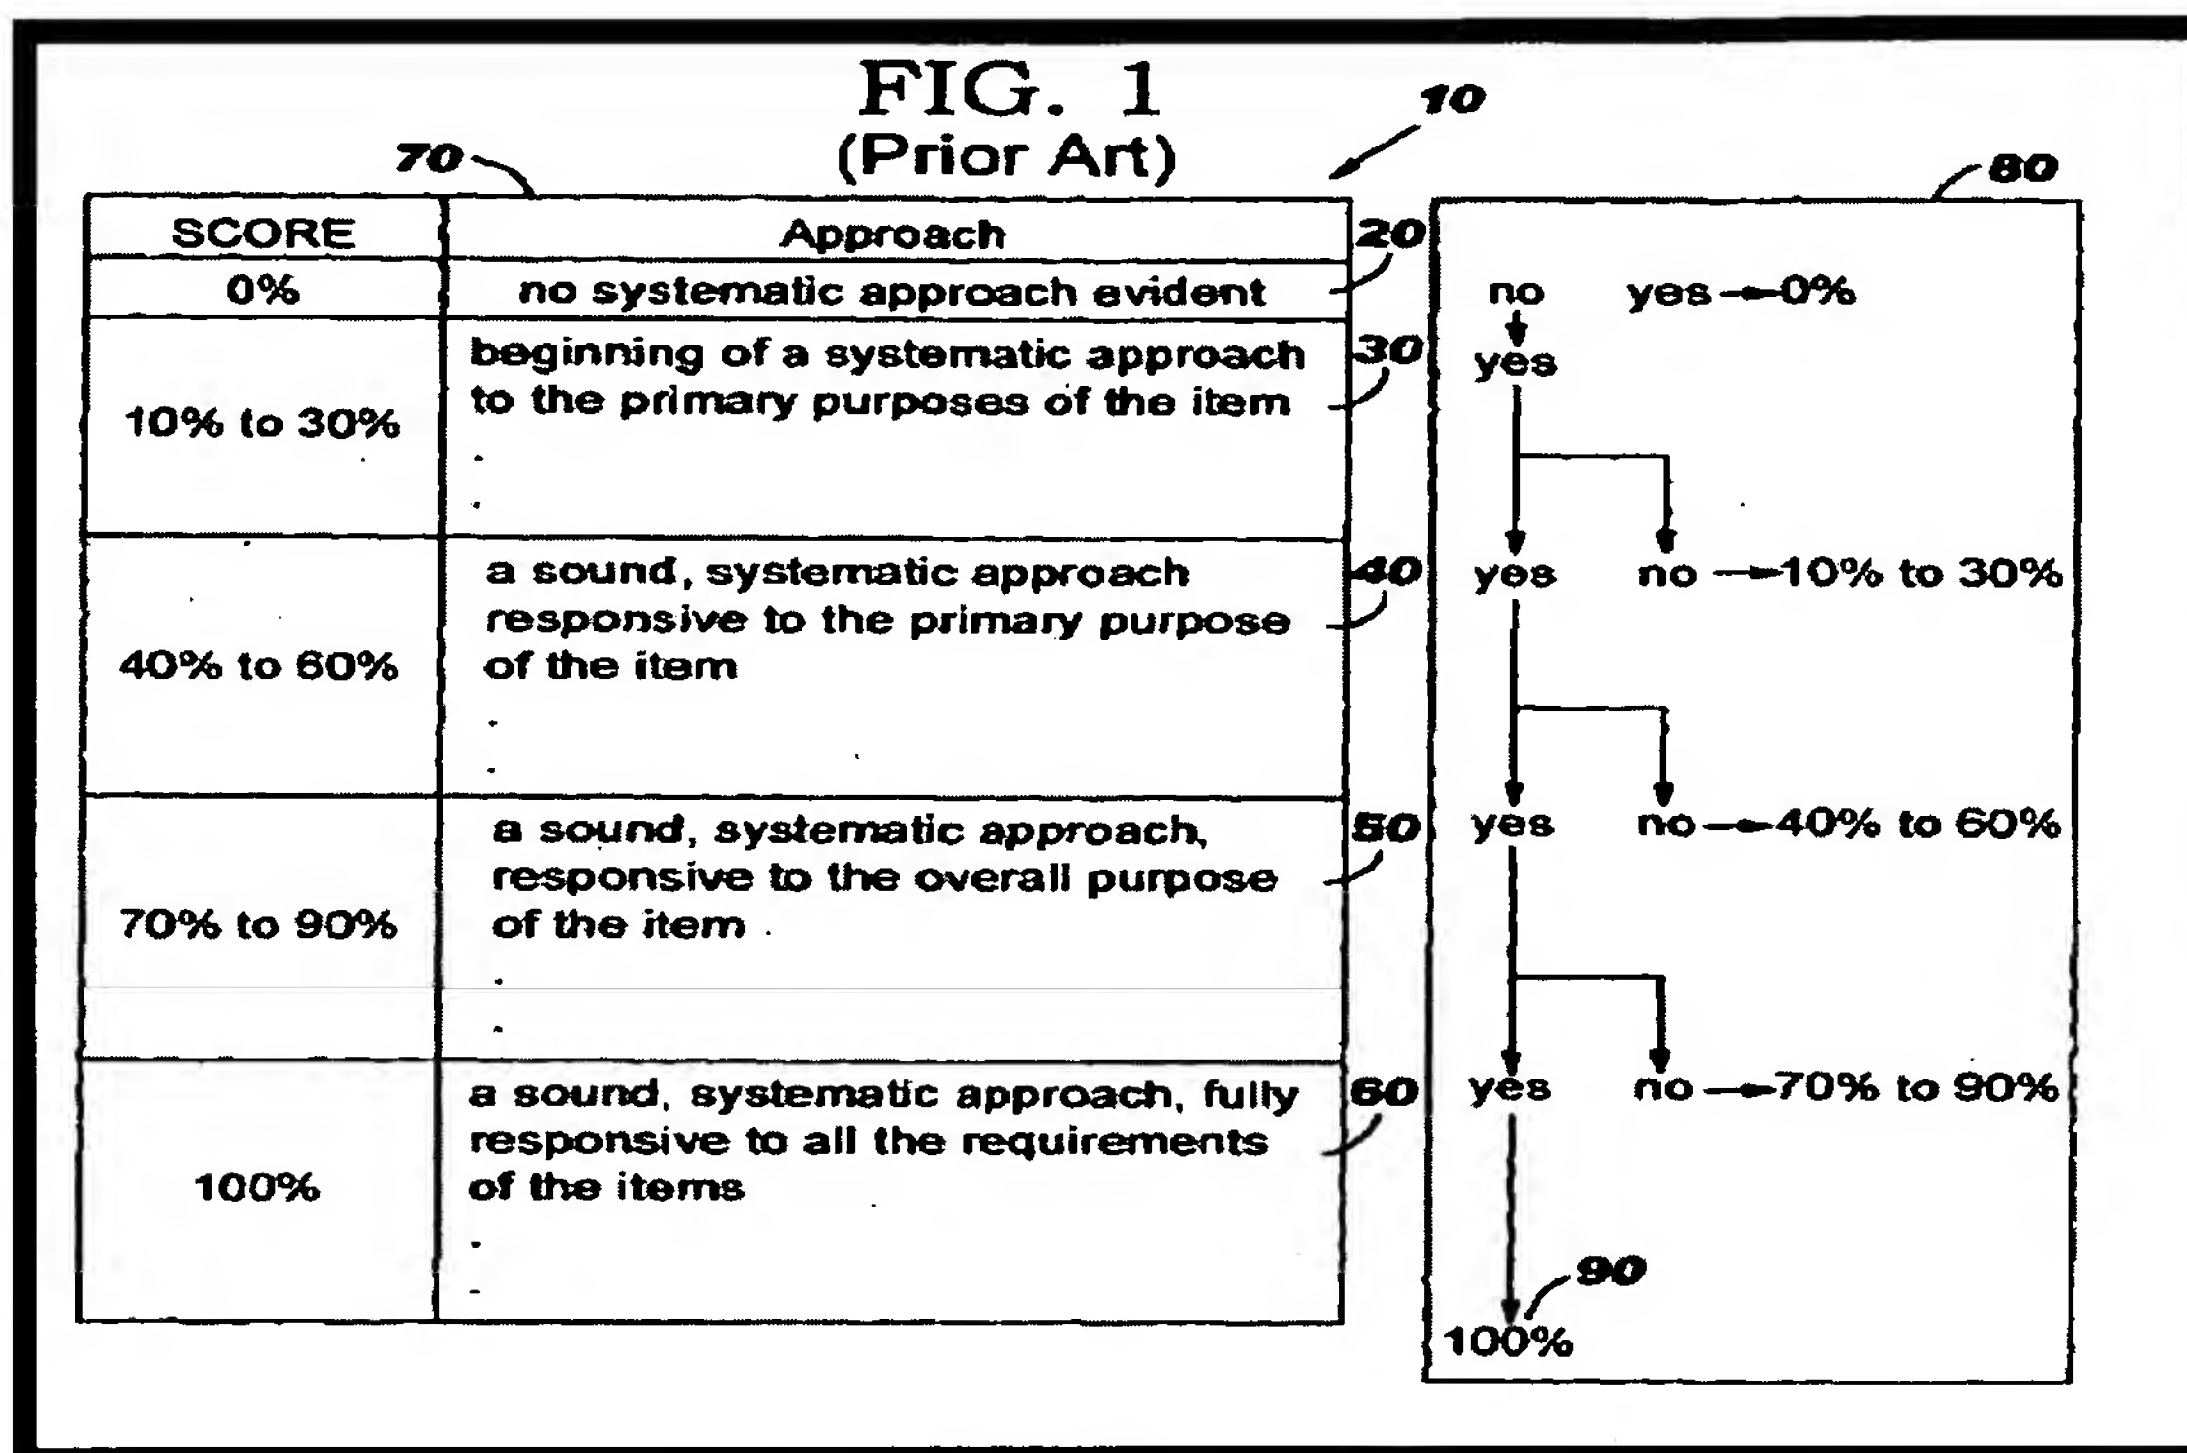 FIG. 1
(Prior Art)
10
70
80
SCORE Approach
20
0% no systematic approach evident
10% to 30%
beginning of a systematic approach
to the primary purposes of the item
.
.
30
40% to 60%
a sound, systematic approach
responsive to the primary purpose
of the item
.
.
40
70% to 90%
a sound, systematic approach,
responsive to the overall purpose
of the item
.
.
50
100%
a sound, systematic approach, fully
responsive to all the requirements
of the items
.
.
60
no yes 0%
yes
yes no 10% to 30%
yes no 40% to 60%
yes no 70% to 90%
90
100%